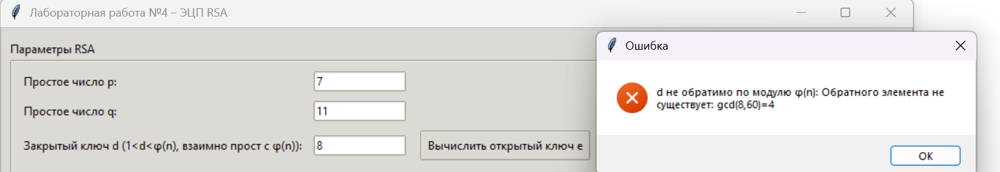 Лабораторная работа №4 – ЭЦП RSA
Параметры RSA
Простое число p:
7
Простое число q:
11
Закрытый ключ d (1<d<φ(n), взаимно прост с φ(n)):
8
Вычислить открытый ключ e
Ошибка
d не обратимо по модулю φ(n): Обратного элемента не
существует: gcd(8,60)=4
OK